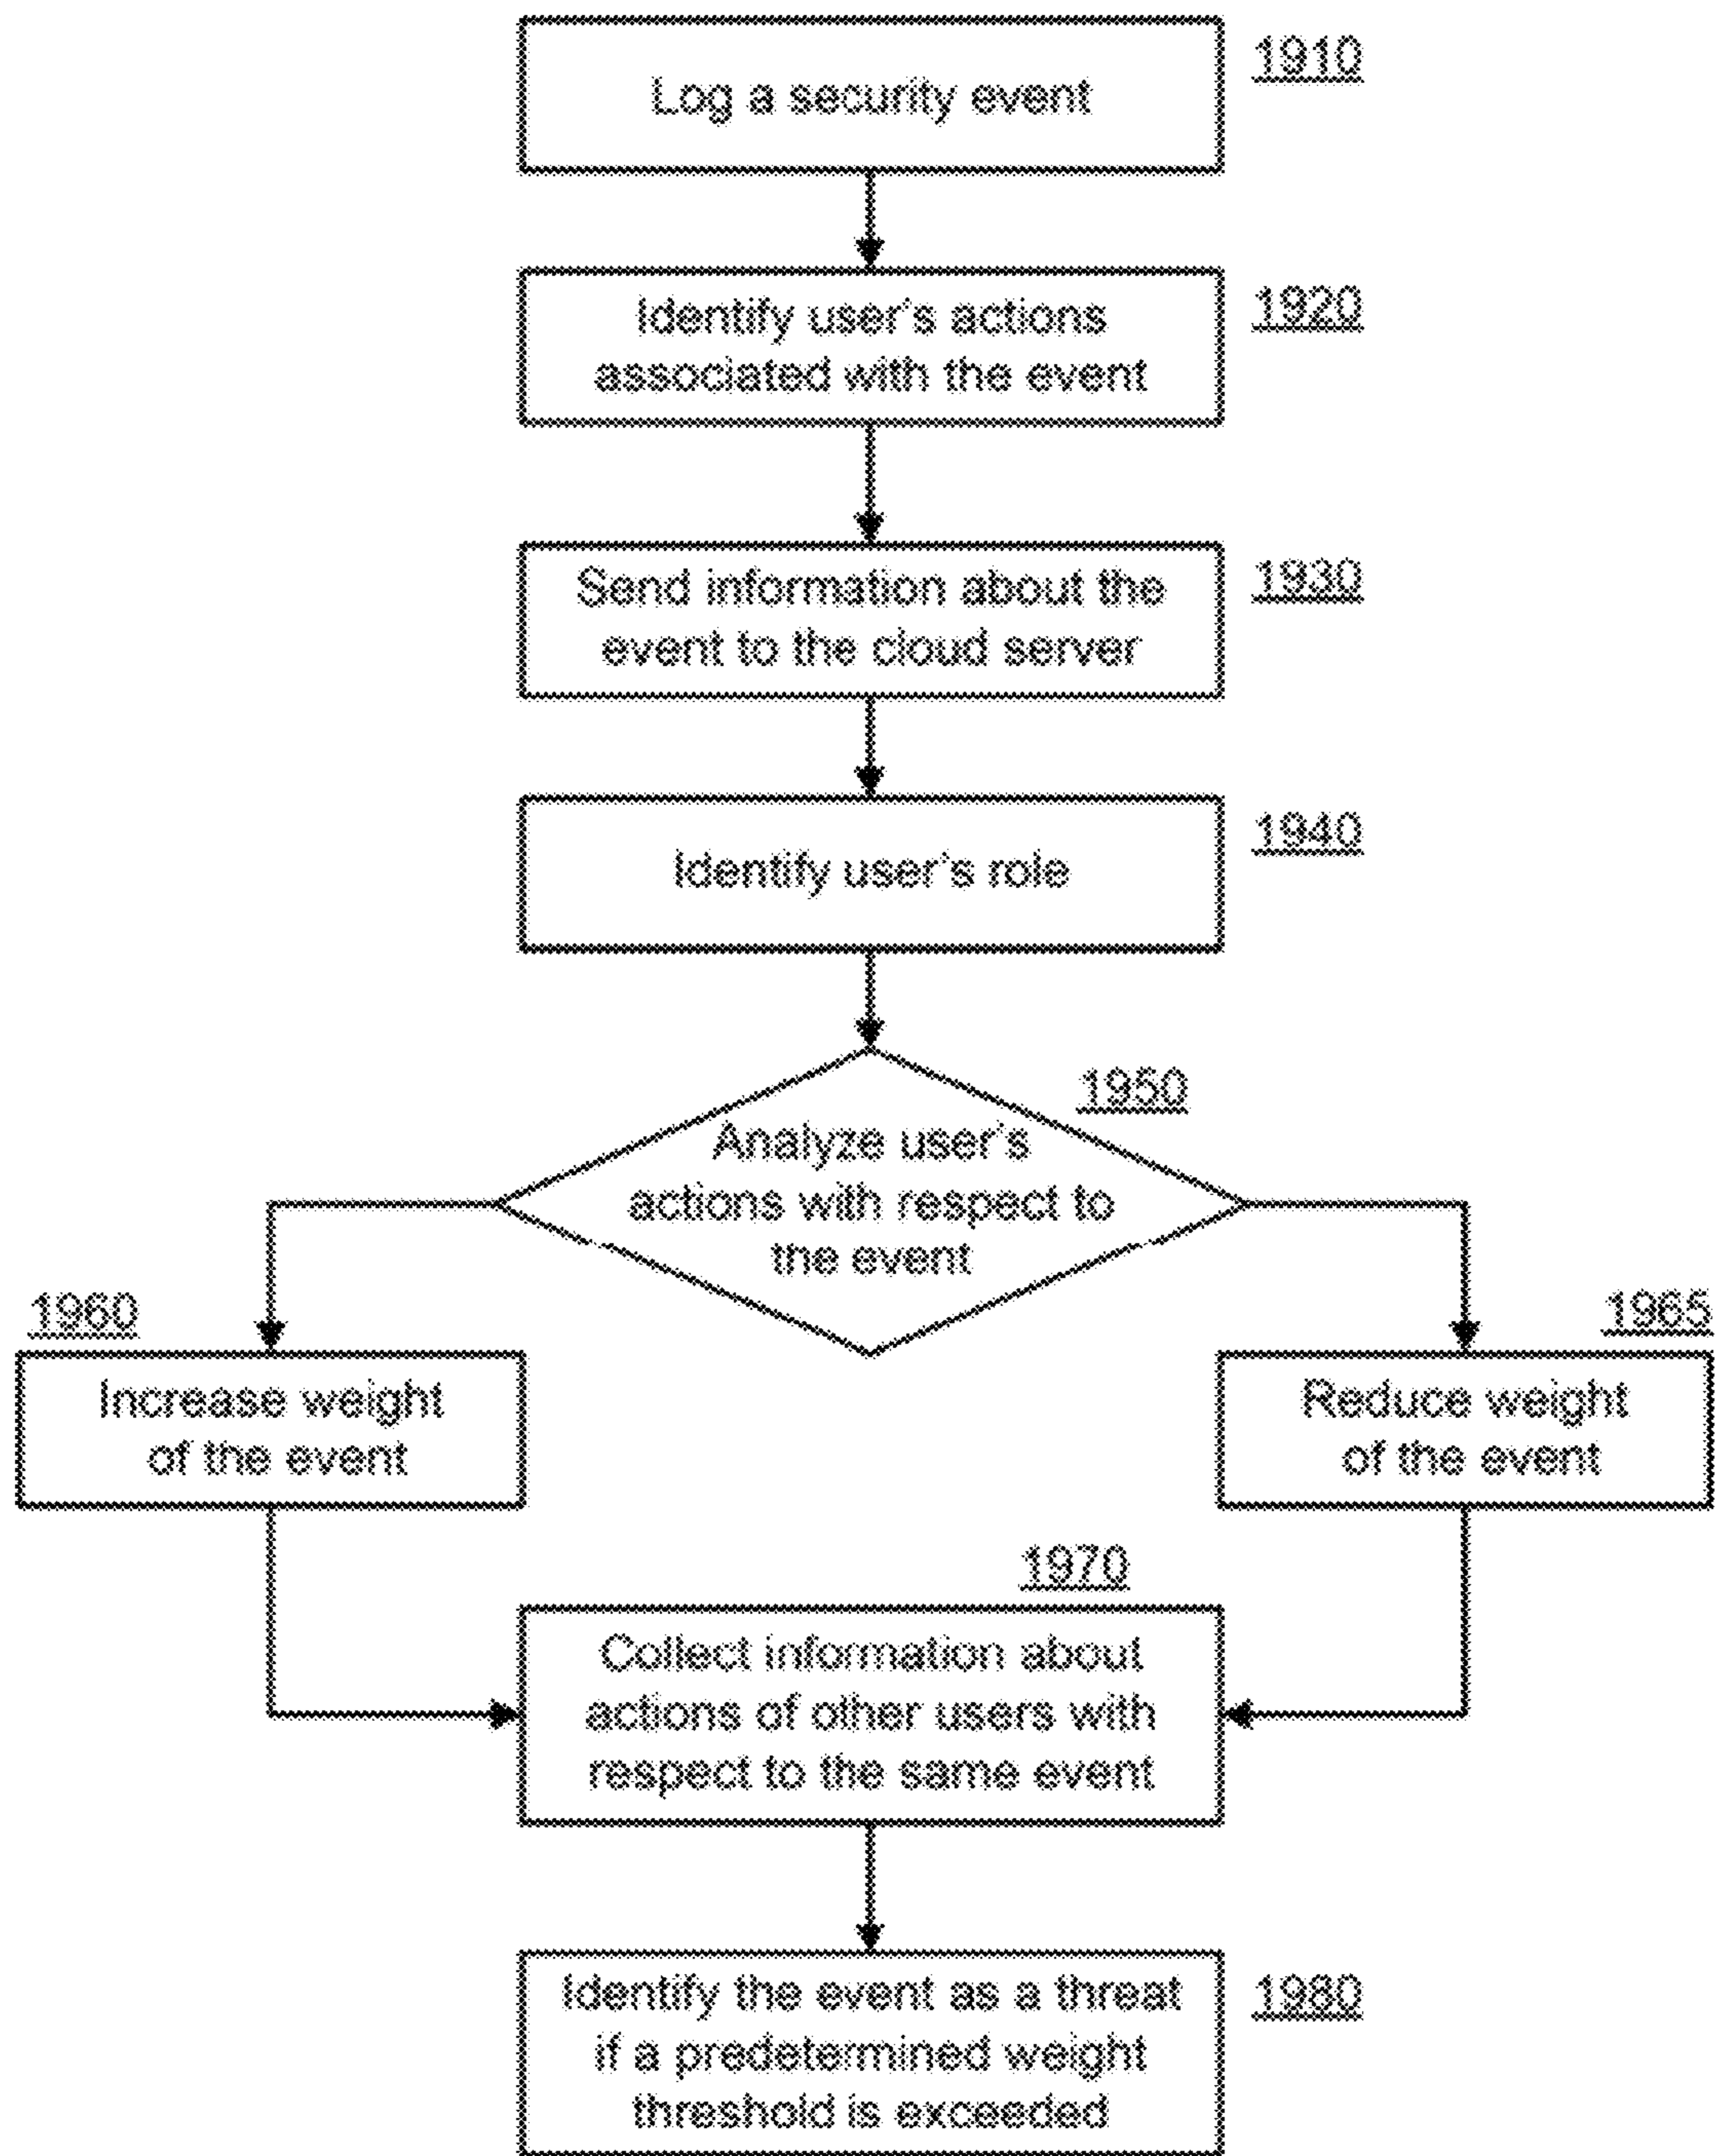 Log a security event
1910
Identify user's actions
associated with the event
1920
Send information about the
event to the cloud server
1930
Identify user's role
1940
1950
Analyze user's
actions with respect to
the event
1960
Increase weight
of the event
1965
Reduce weight
of the event
1970
Collect information about
actions of other users with
respect to the same event
Identify the event as a threat
if a predetermined weight
threshold is exceeded
1980